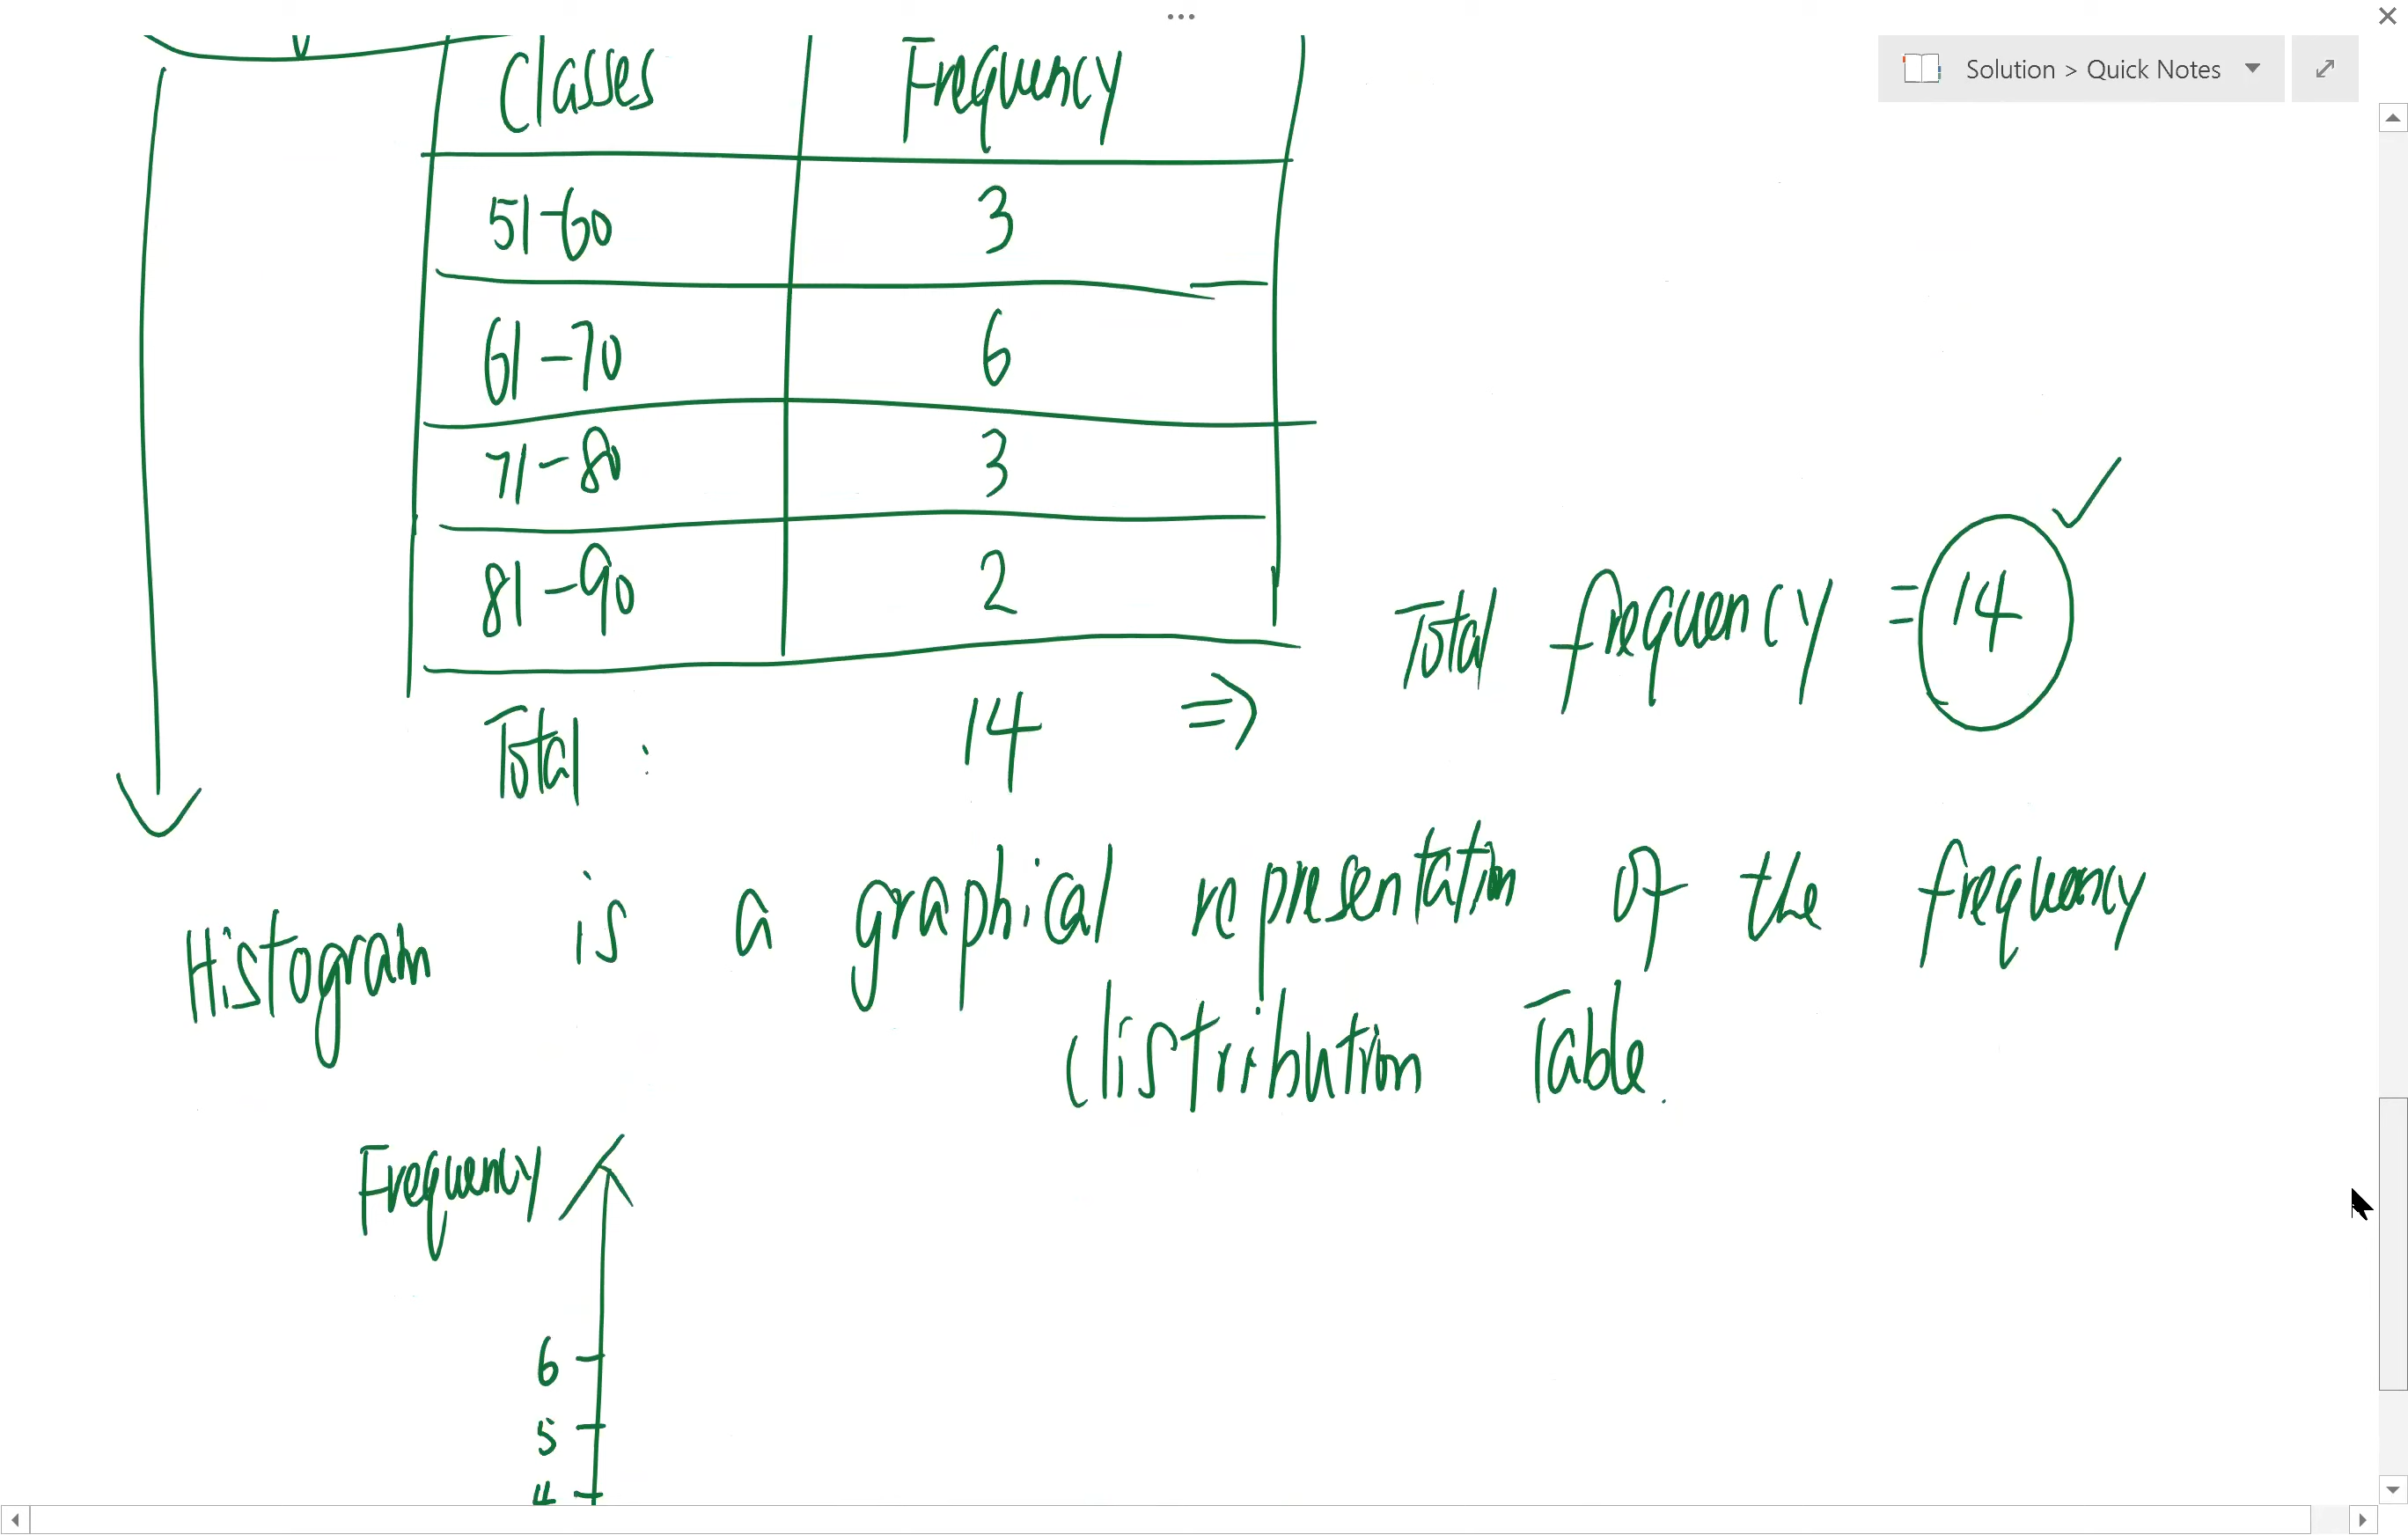 Solution > Quick Notes
Classes Frequency
51-60 3
61-70 6
71-80 3
81-90 2
Total frequency = 14
Total : 14 ⇒
Histogram is a graphical representation of the frequency
distribution Table.
Frequency
6
5
4